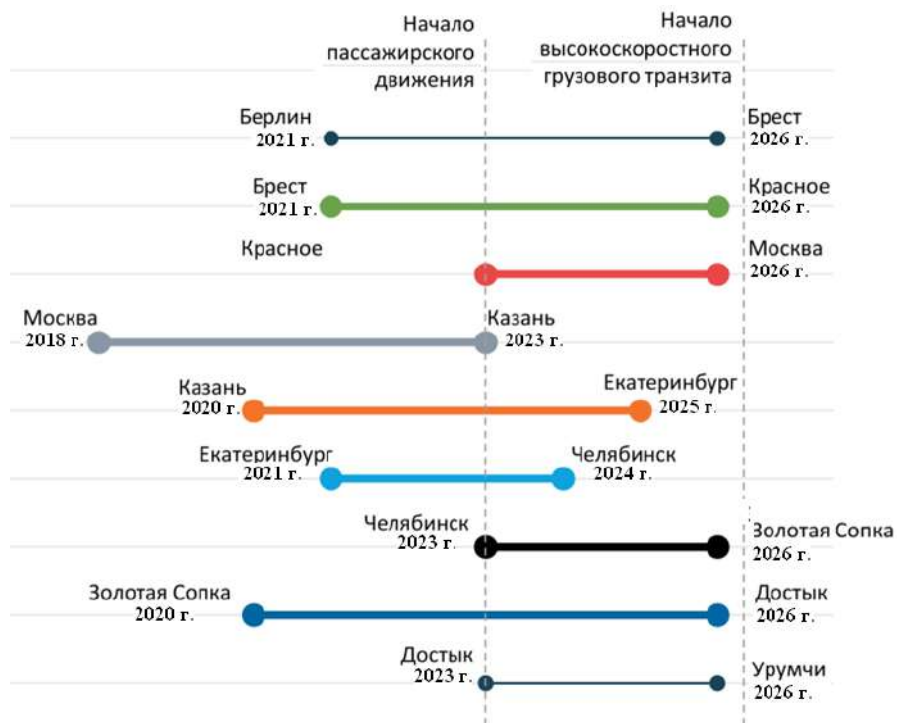 Начало
пассажирского
движения
Начало
высокоскоростного
грузового транзита
Берлин
2021 г.
Брест
2026 г.
Брест
2021 г.
Красное
2026 г.
Красное
Москва
2026 г.
Москва
2018 г.
Казань
2023 г.
Казань
2020 г.
Екатеринбург
2025 г.
Екатеринбург
2021 г.
Челябинск
2024 г.
Челябинск
2023 г.
Золотая Сопка
2026 г.
Золотая Сопка
2020 г.
Достык
2026 г.
Достык
2023 г.
Урумчи
2026 г.